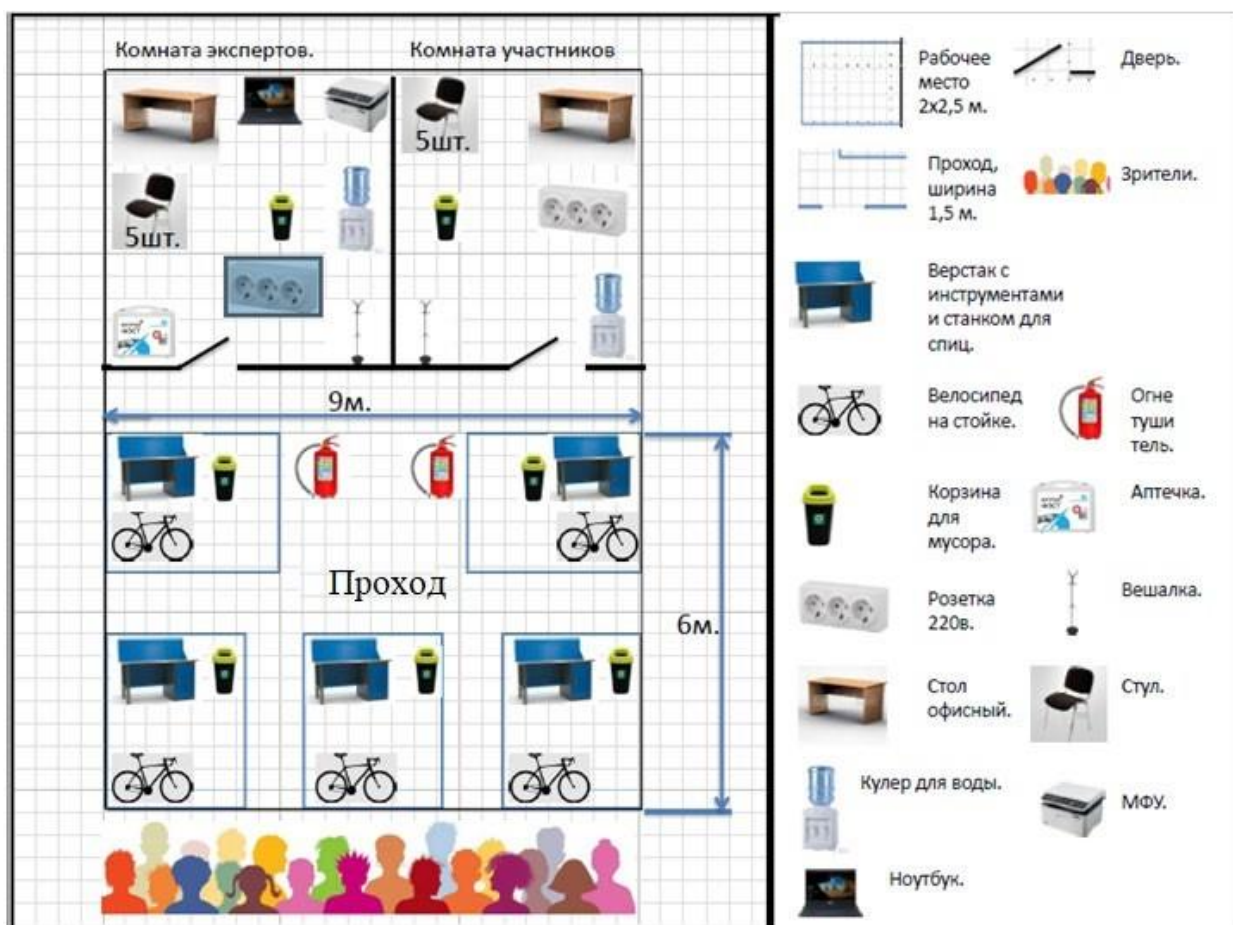 Комната экспертов.
Комната участников
5шт.
5шт.
9м.
Проход
6м.
Рабочее
место
2х2,5 м.
Дверь.
Проход,
ширина
1,5 м.
Зрители.
Верстак с
инструментами
и станком для
спиц.
Велосипед
на стойке.
Огне
туши
тель.
Корзина
для
мусора.
Аптечка.
Розетка
220в.
Вешалка.
Стол
офисный.
Стул.
Кулер для воды.
МФУ.
Ноутбук.